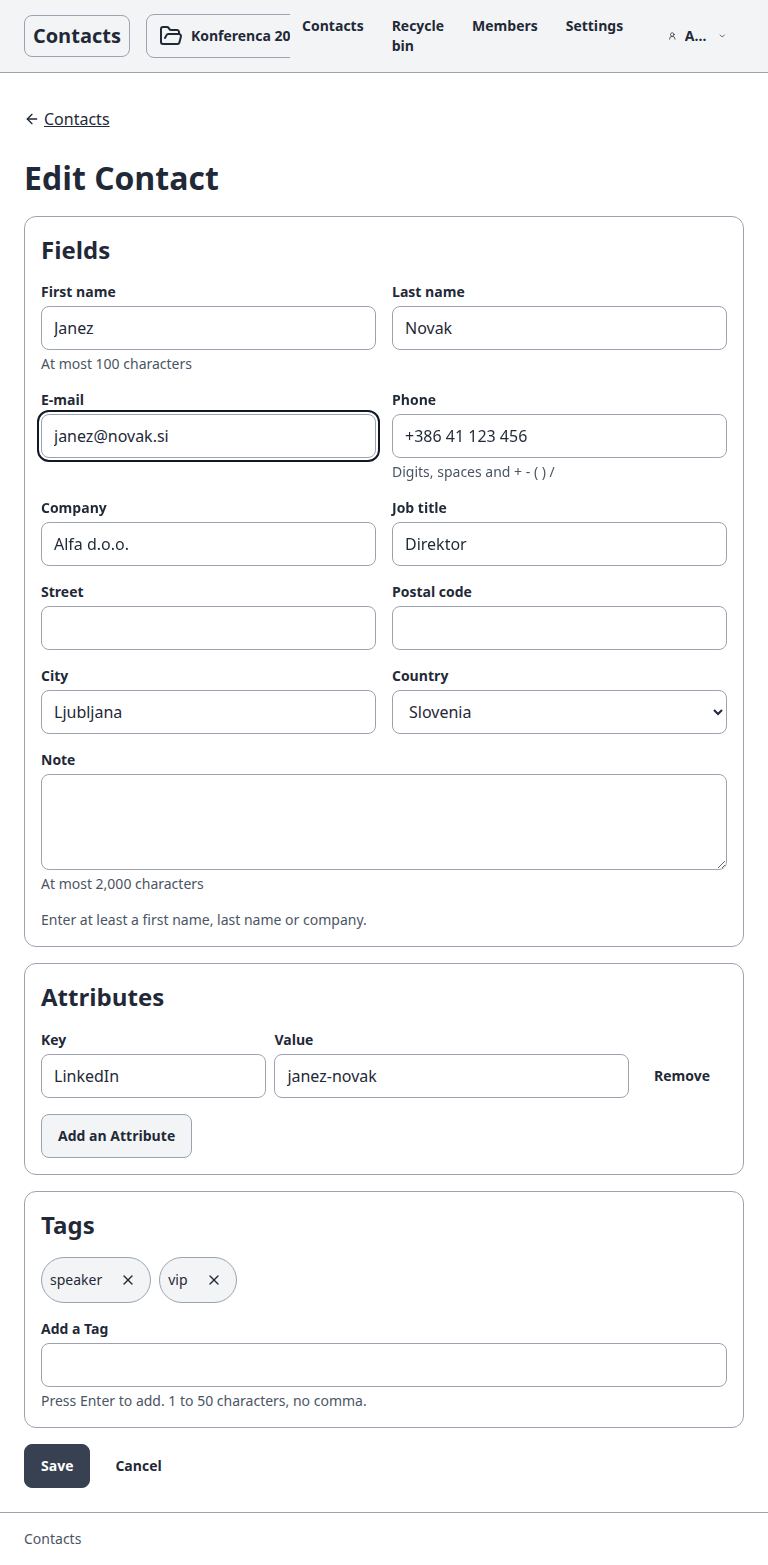 Contacts
Konferenca 20
Contacts
Recycle bin
Members
Settings
A...
Contacts
Edit Contact
Fields
First name
Last name
Janez
Novak
At most 100 characters
E-mail
Phone
janez@novak.si
+386 41 123 456
Digits, spaces and + - ( ) /
Company
Job title
Alfa d.o.o.
Direktor
Street
Postal code
City
Country
Ljubljana
Slovenia
Note
At most 2,000 characters
Enter at least a first name, last name or company.
Attributes
Key
Value
LinkedIn
janez-novak
Remove
Add an Attribute
Tags
speaker
vip
Add a Tag
Press Enter to add. 1 to 50 characters, no comma.
Save
Cancel
Contacts